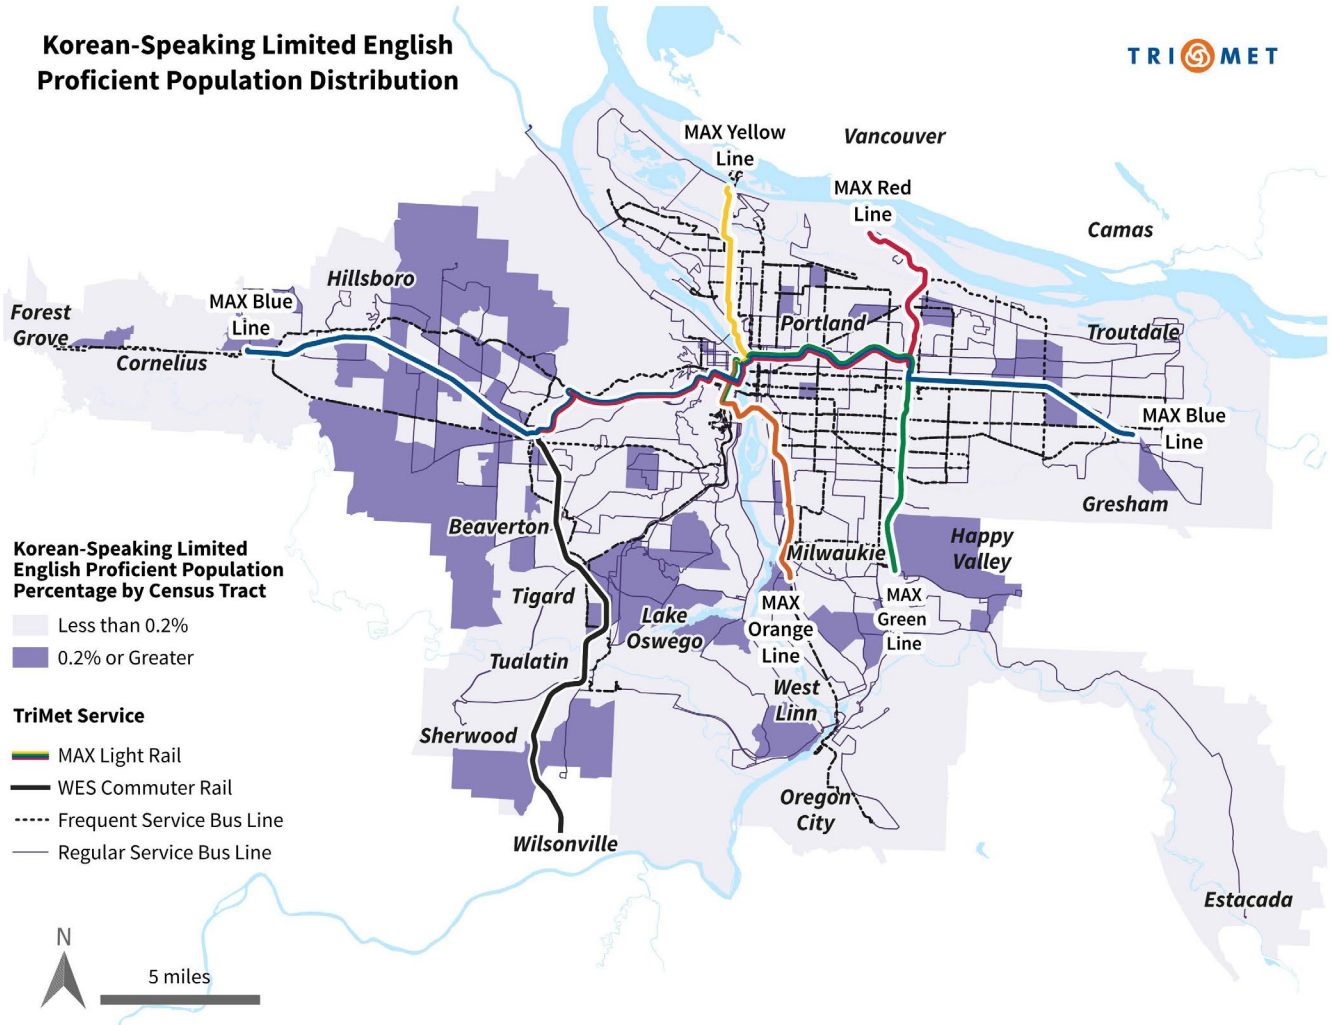 Korean-Speaking Limited English
Proficient Population Distribution
TRI MET
MAX Yellow
Line
Vancouver
MAX Red
Line
Camas
Hillsboro
MAX Blue
Line
Forest
Grove
Cornelius
Portland
Troutdale
MAX Blue
Line
Gresham
Beaverton
Happy
Valley
Milwaukie
Tigard
Lake
Oswego
MAX
Orange
Line
MAX
Green
Line
Tualatin
West
Linn
Sherwood
Oregon
City
Wilsonville
Estacada
Korean-Speaking Limited
English Proficient Population
Percentage by Census Tract
Less than 0.2%
0.2% or Greater
TriMet Service
MAX Light Rail
WES Commuter Rail
Frequent Service Bus Line
Regular Service Bus Line
N
5 miles